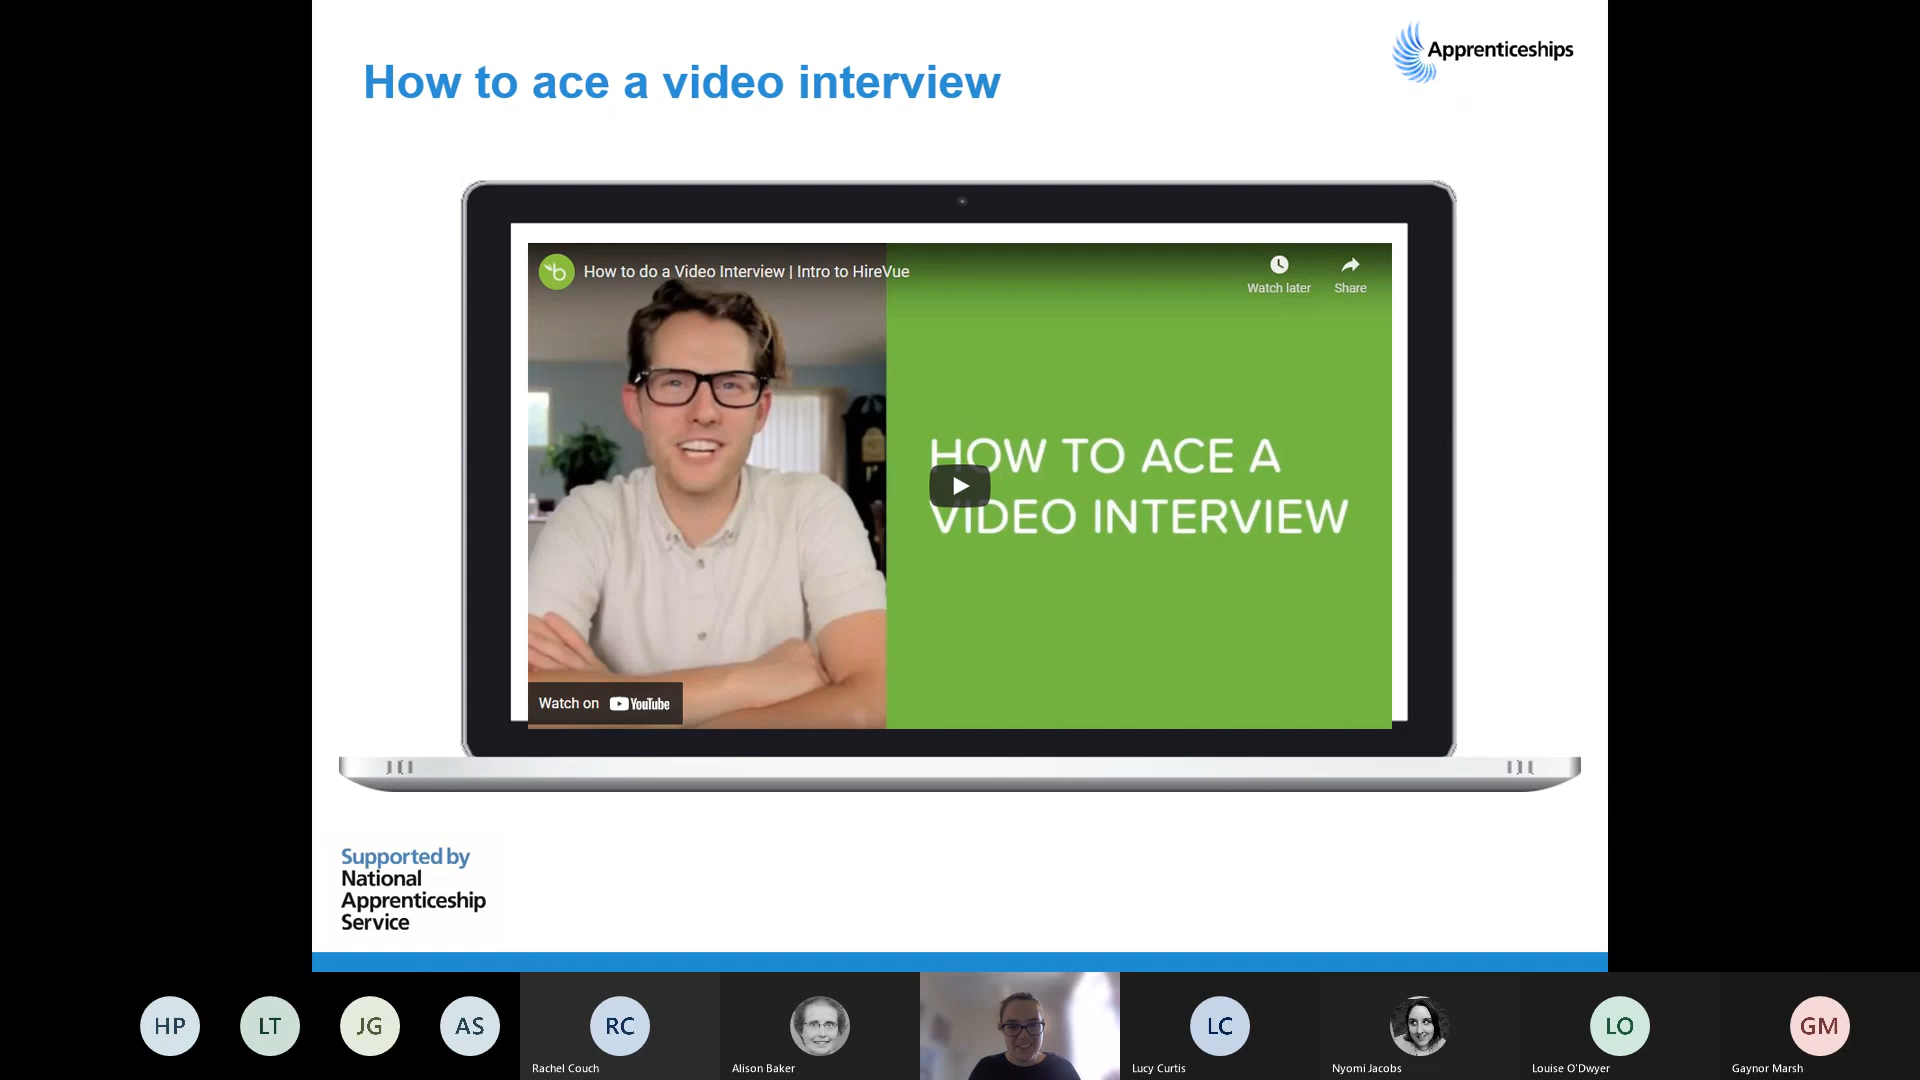 How to ace a video interview
Apprenticeships
How to do a Video Interview | Intro to HireVue
Watch later
Share
HOW TO ACE A
VIDEO INTERVIEW
Watch on YouTube
Supported by
National
Apprenticeship
Service
HP
LT
JG
AS
RC
LC
LO
GM
Rachel Couch
Alison Baker
Lucy Curtis
Nyomi Jacobs
Louise O'Dwyer
Gaynor Marsh